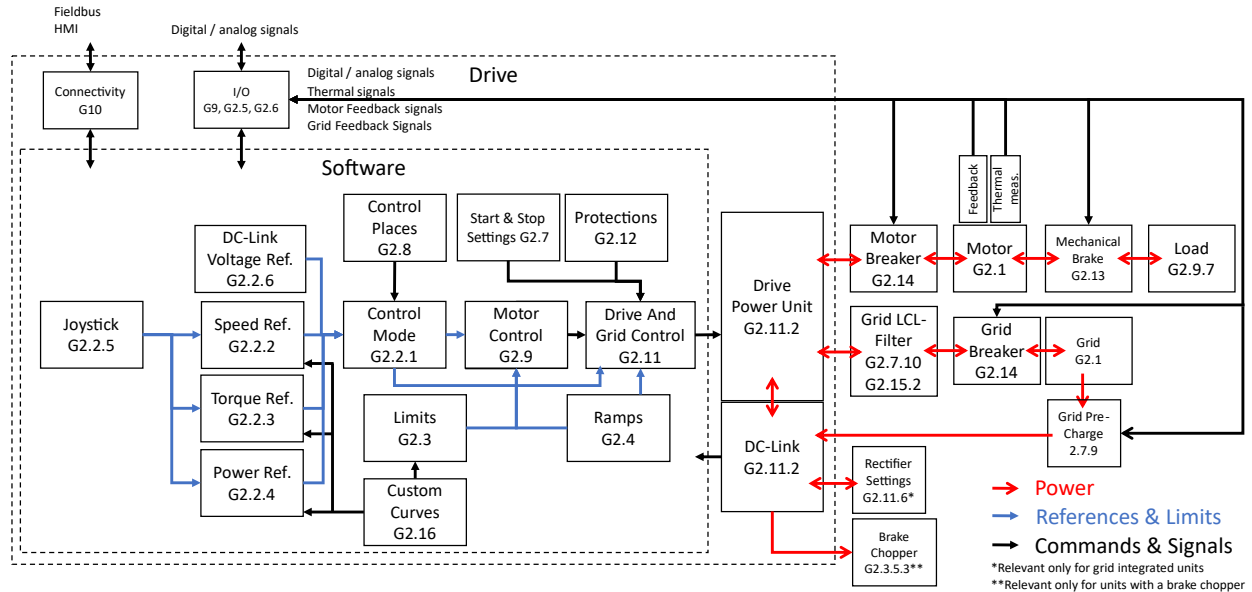 Fieldbus
HMI
Digital / analog signals
Drive
Connectivity
G10
I/O
G9, G2.5, G2.6
Digital / analog signals
Thermal signals
Motor Feedback signals
Grid Feedback Signals
Software
Feedback
Thermal
meas.
Control
Places
G2.8
Start & Stop
Settings G2.7
Protections
G2.12
DC-Link
Voltage Ref.
G2.2.6
Joystick
G2.2.5
Speed Ref.
G2.2.2
Torque Ref.
G2.2.3
Power Ref.
G2.2.4
Control
Mode
G2.2.1
Motor
Control
G2.9
Drive And
Grid Control
G2.11
Limits
G2.3
Ramps
G2.4
Custom
Curves
G2.16
Drive
Power Unit
G2.11.2
DC-Link
G2.11.2
Motor
Breaker
G2.14
Motor
G2.1
Mechanical
Brake
G2.13
Load
G2.9.7
Grid LCL-
Filter
G2.7.10
G2.15.2
Grid
Breaker
G2.14
Grid
G2.1
Grid Pre-
Charge
2.7.9
Rectifier
Settings
G2.11.6*
Brake
Chopper
G2.3.5.3**
Power
References & Limits
Commands & Signals
*Relevant only for grid integrated units
**Relevant only for units with a brake chopper